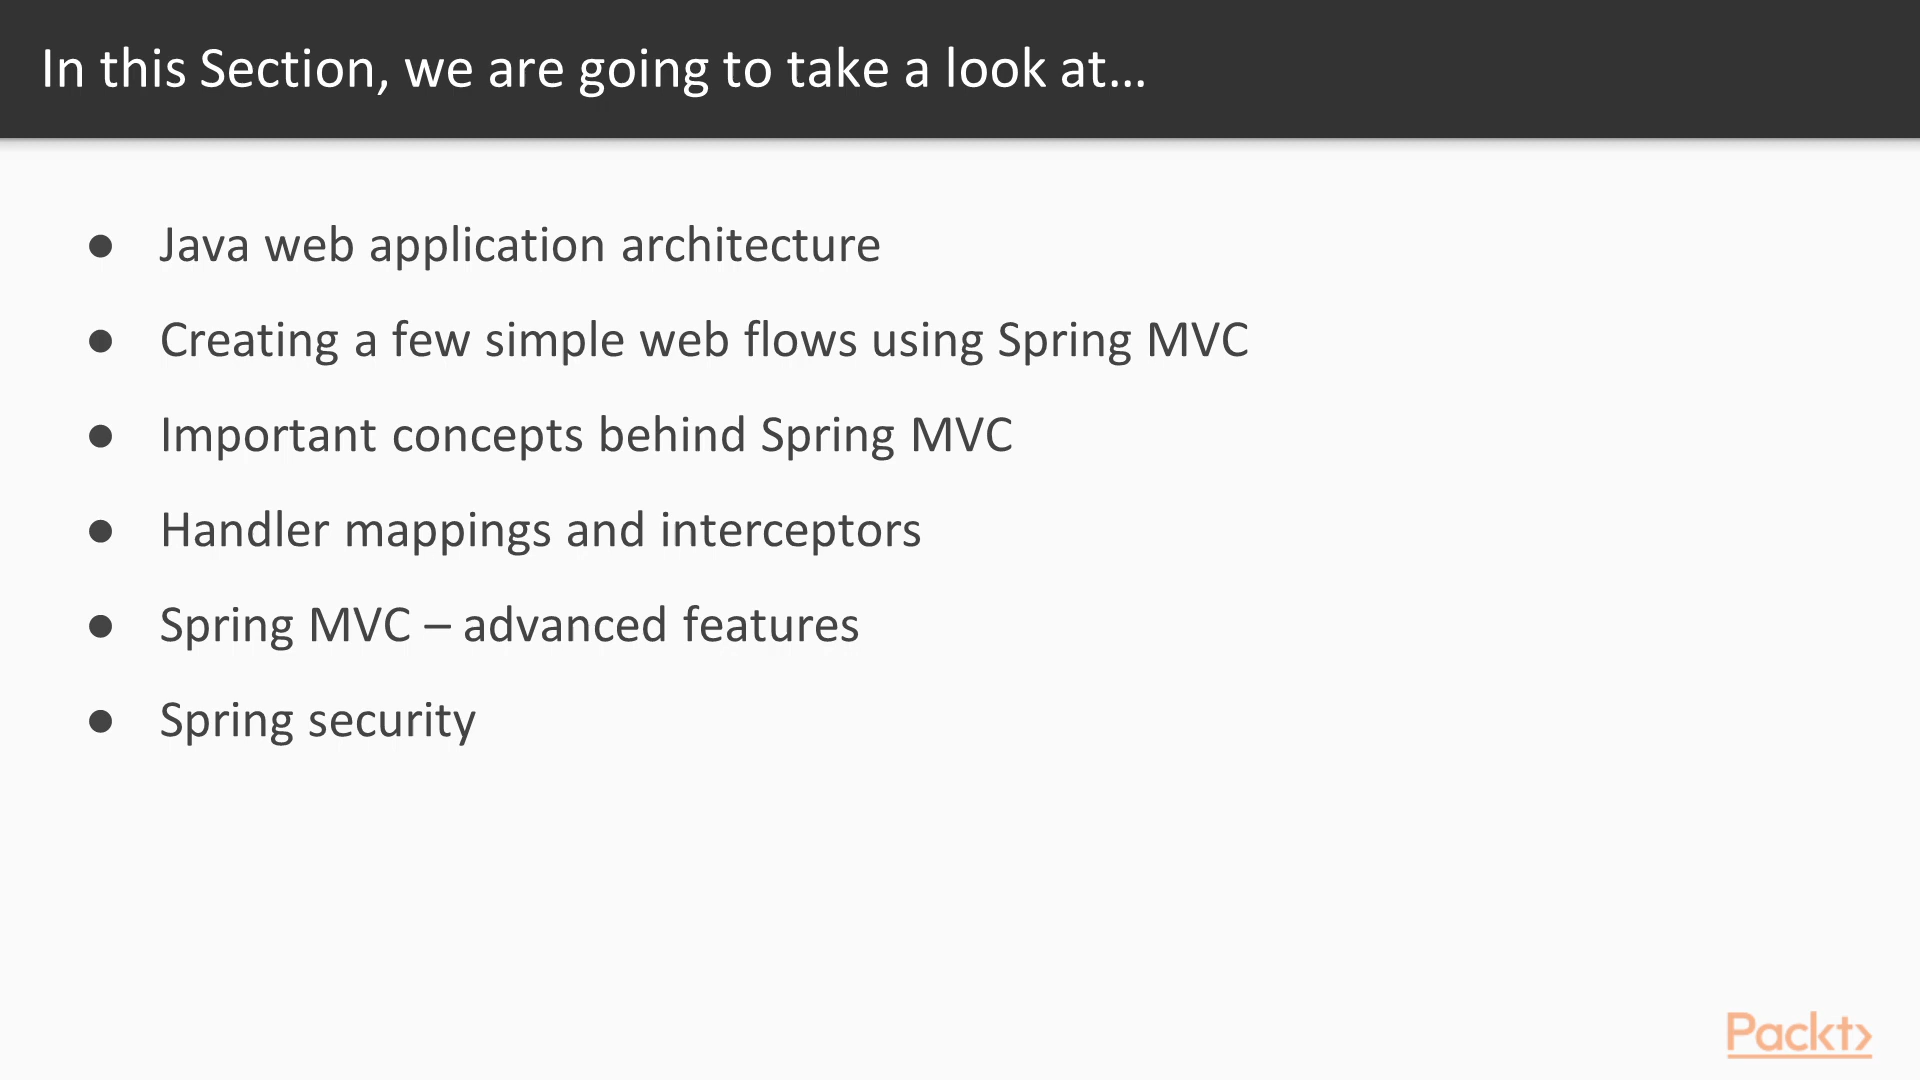 In this Section, we are going to take a look at...
● Java web application architecture
● Creating a few simple web flows using Spring MVC
● Important concepts behind Spring MVC
● Handler mappings and interceptors
● Spring MVC – advanced features
● Spring security
Packt>